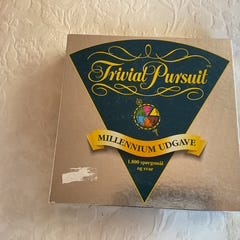 Trivial Pursuit
MILLENNIUM UDGAVE
1.800 spørgsmål
og svar